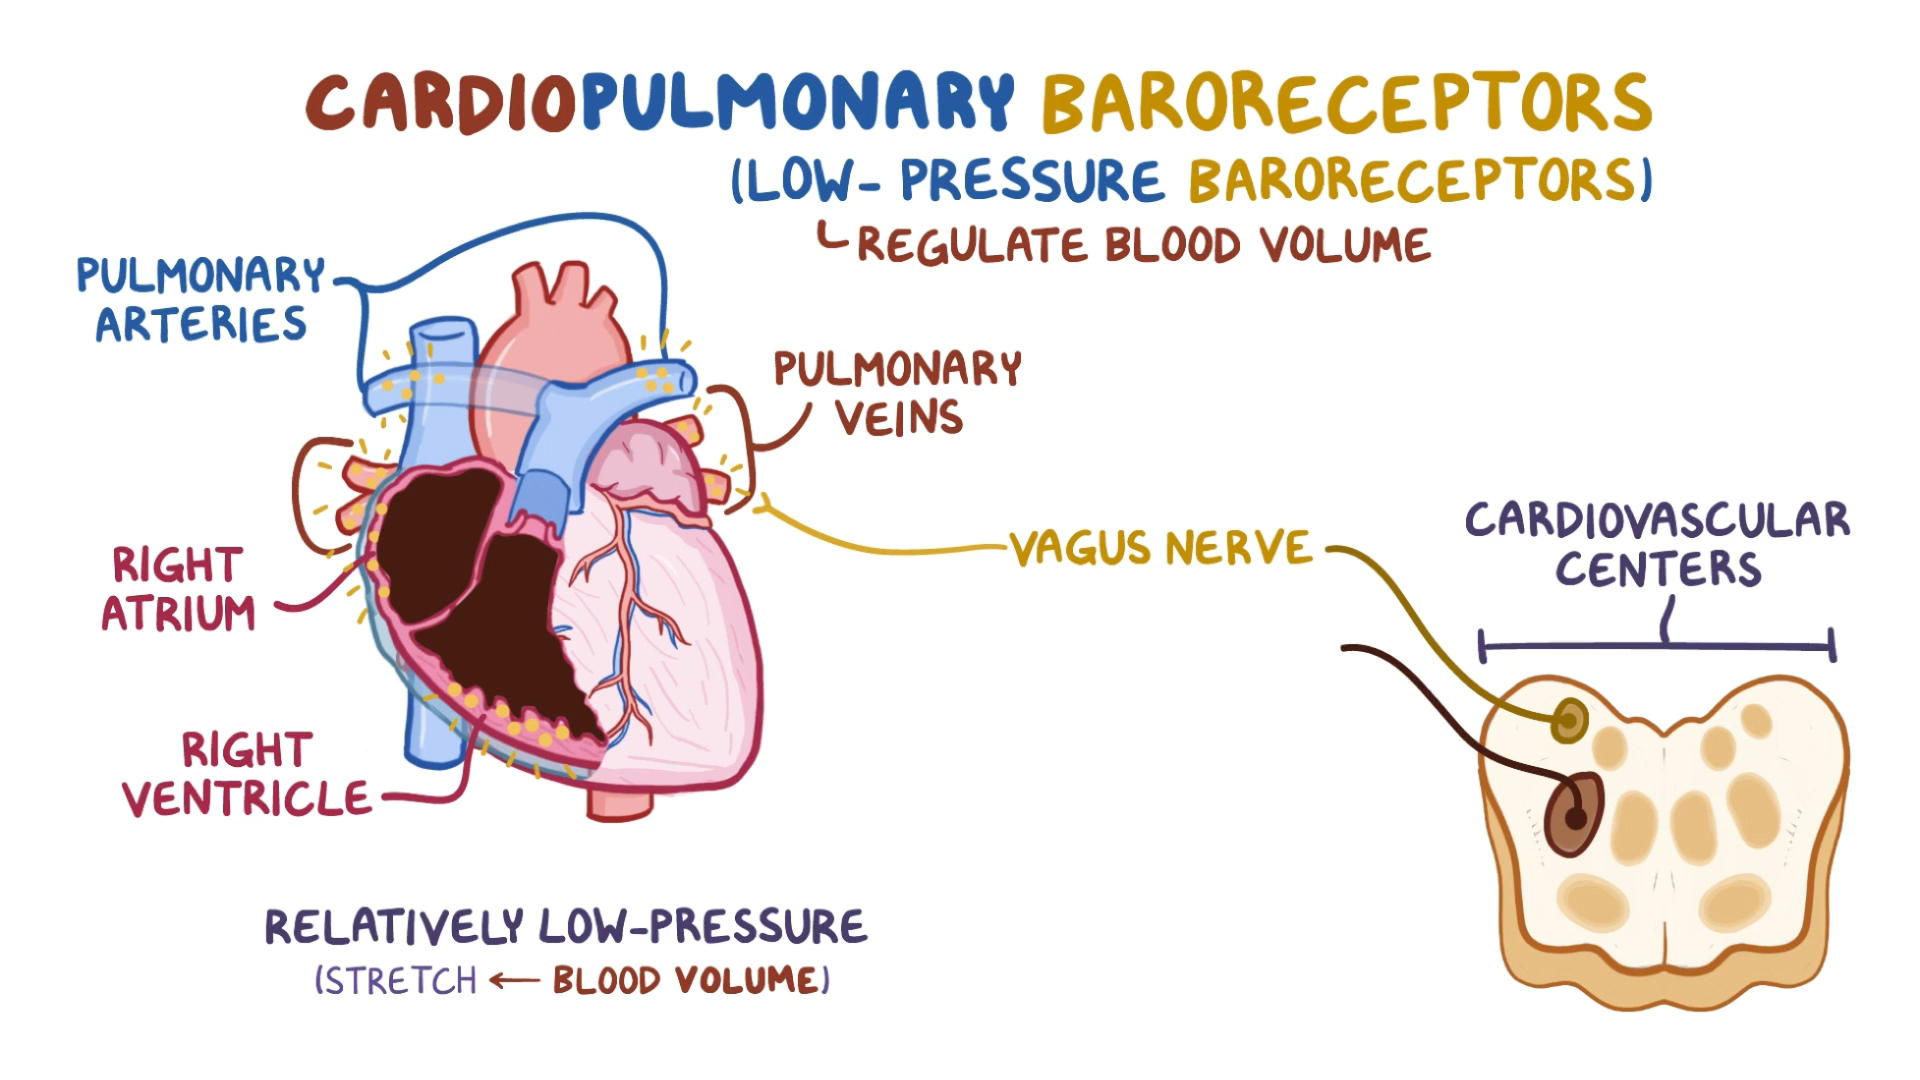 CARDIOPULMONARY BARORECEPTORS
(LOW- PRESSURE BARORECEPTORS)
REGULATE BLOOD VOLUME
PULMONARY
ARTERIES
PULMONARY
VEINS
VAGUS NERVE
CARDIOVASCULAR
CENTERS
RIGHT
ATRIUM
RIGHT
VENTRICLE
RELATIVELY LOW-PRESSURE
(STRETCH ← BLOOD VOLUME)